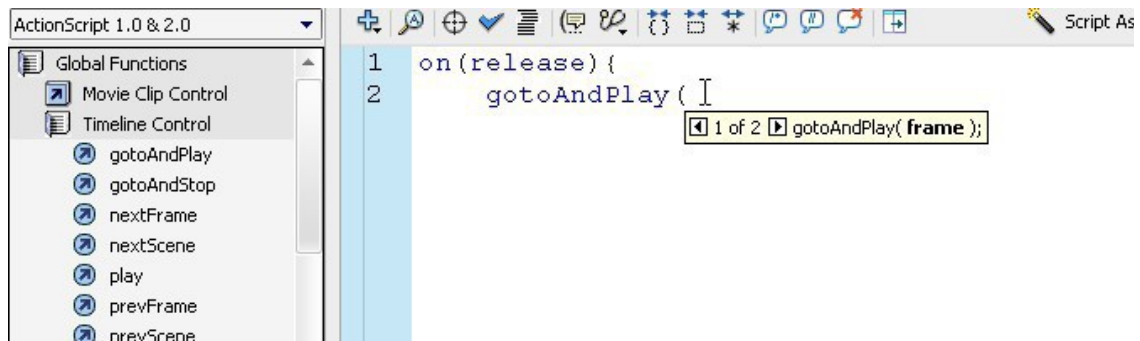 ActionScript 1.0 & 2.0
Script As
Global Functions
Movie Clip Control
Timeline Control
gotoAndPlay
gotoAndStop
nextFrame
nextScene
play
prevFrame
prevScene
1 on(release){
2 gotoAndPlay(
1 of 2 gotoAndPlay( frame );